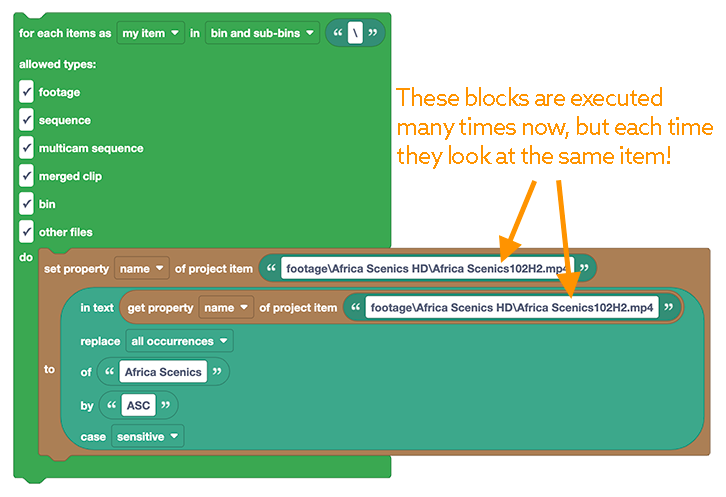 for each items as my item ▾ in bin and sub-bins ▾ “ \ ”
allowed types:
✓ footage
✓ sequence
✓ multicam sequence
✓ merged clip
✓ bin
✓ other files
These blocks are executed
many times now, but each time
they look at the same item!
do
set property name ▾ of project item “ footage\Africa Scenics HD\Africa Scenics102H2.mp4 ”
to
in text get property name ▾ of project item “ footage\Africa Scenics HD\Africa Scenics102H2.mp4 ”
replace all occurrences ▾
of “ Africa Scenics ”
by “ ASC ”
case sensitive ▾